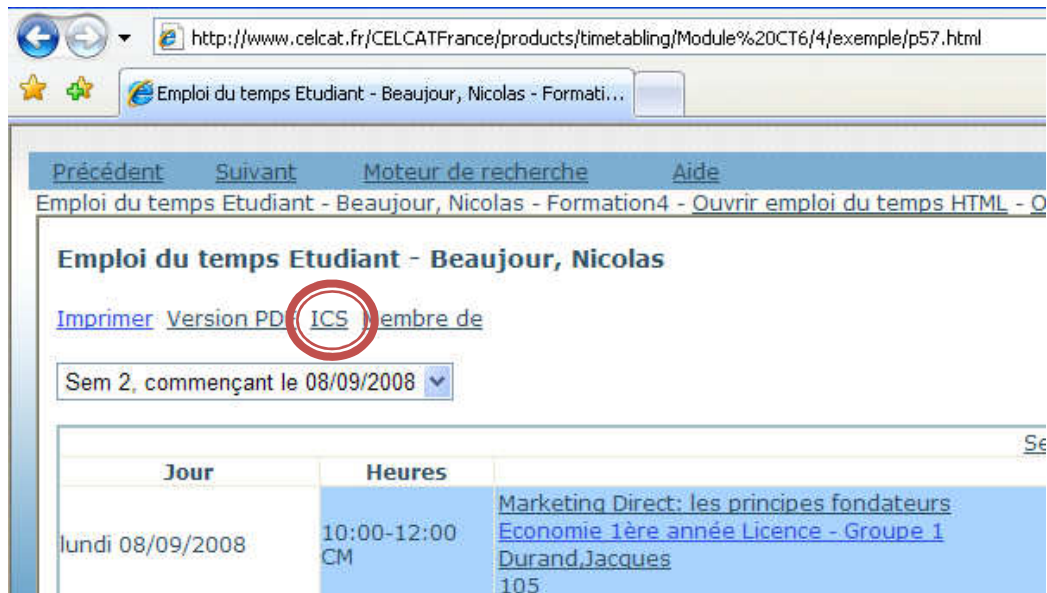 http://www.celcat.fr/CELCATFrance/products/timetabling/Module%20CT6/4/exemple/p57.html
Emploi du temps Etudiant - Beaujour, Nicolas - Formati...
Précédent Suivant Moteur de recherche Aide
Emploi du temps Etudiant - Beaujour, Nicolas - Formation4 - Ouvrir emploi du temps HTML - O
Emploi du temps Etudiant - Beaujour, Nicolas
Imprimer Version PD ICS Membre de
Sem 2, commençant le 08/09/2008
Se
Jour Heures
Marketing Direct: les principes fondateurs
lundi 08/09/2008 10:00-12:00 Economie 1ère année Licence - Groupe 1
CM Durand,Jacques
105